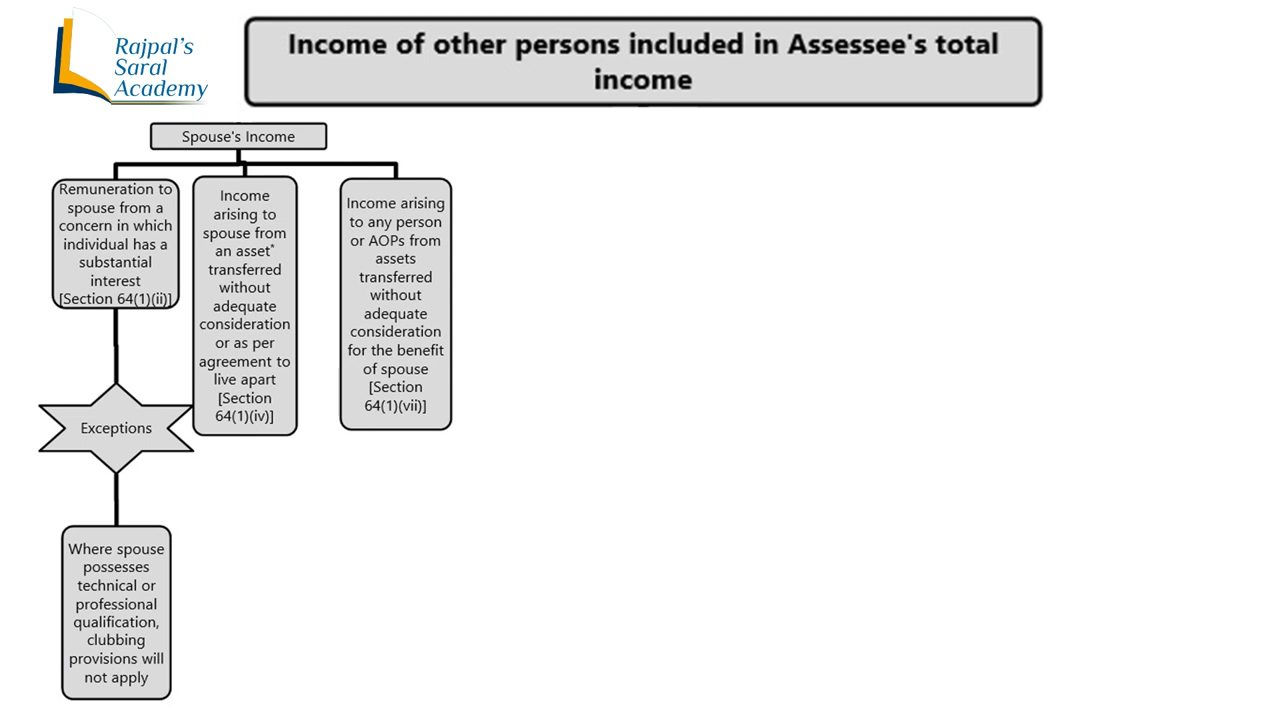 Rajpal's
Saral
Academy
Income of other persons included in Assessee's total
income
Spouse's Income
Remuneration to
spouse from a
concern in which
individual has a
substantial
interest
[Section 64(1)(ii)]
Income
arising to
spouse from
an asset*
transferred
without
adequate
consideration
or as per
agreement to
live apart
[Section
64(1)(iv)]
Income arising
to any person
or AOPs from
assets
transferred
without
adequate
consideration
for the benefit
of spouse
[Section
64(1)(vii)]
Exceptions
Where spouse
possesses
technical or
professional
qualification,
clubbing
provisions will
not apply